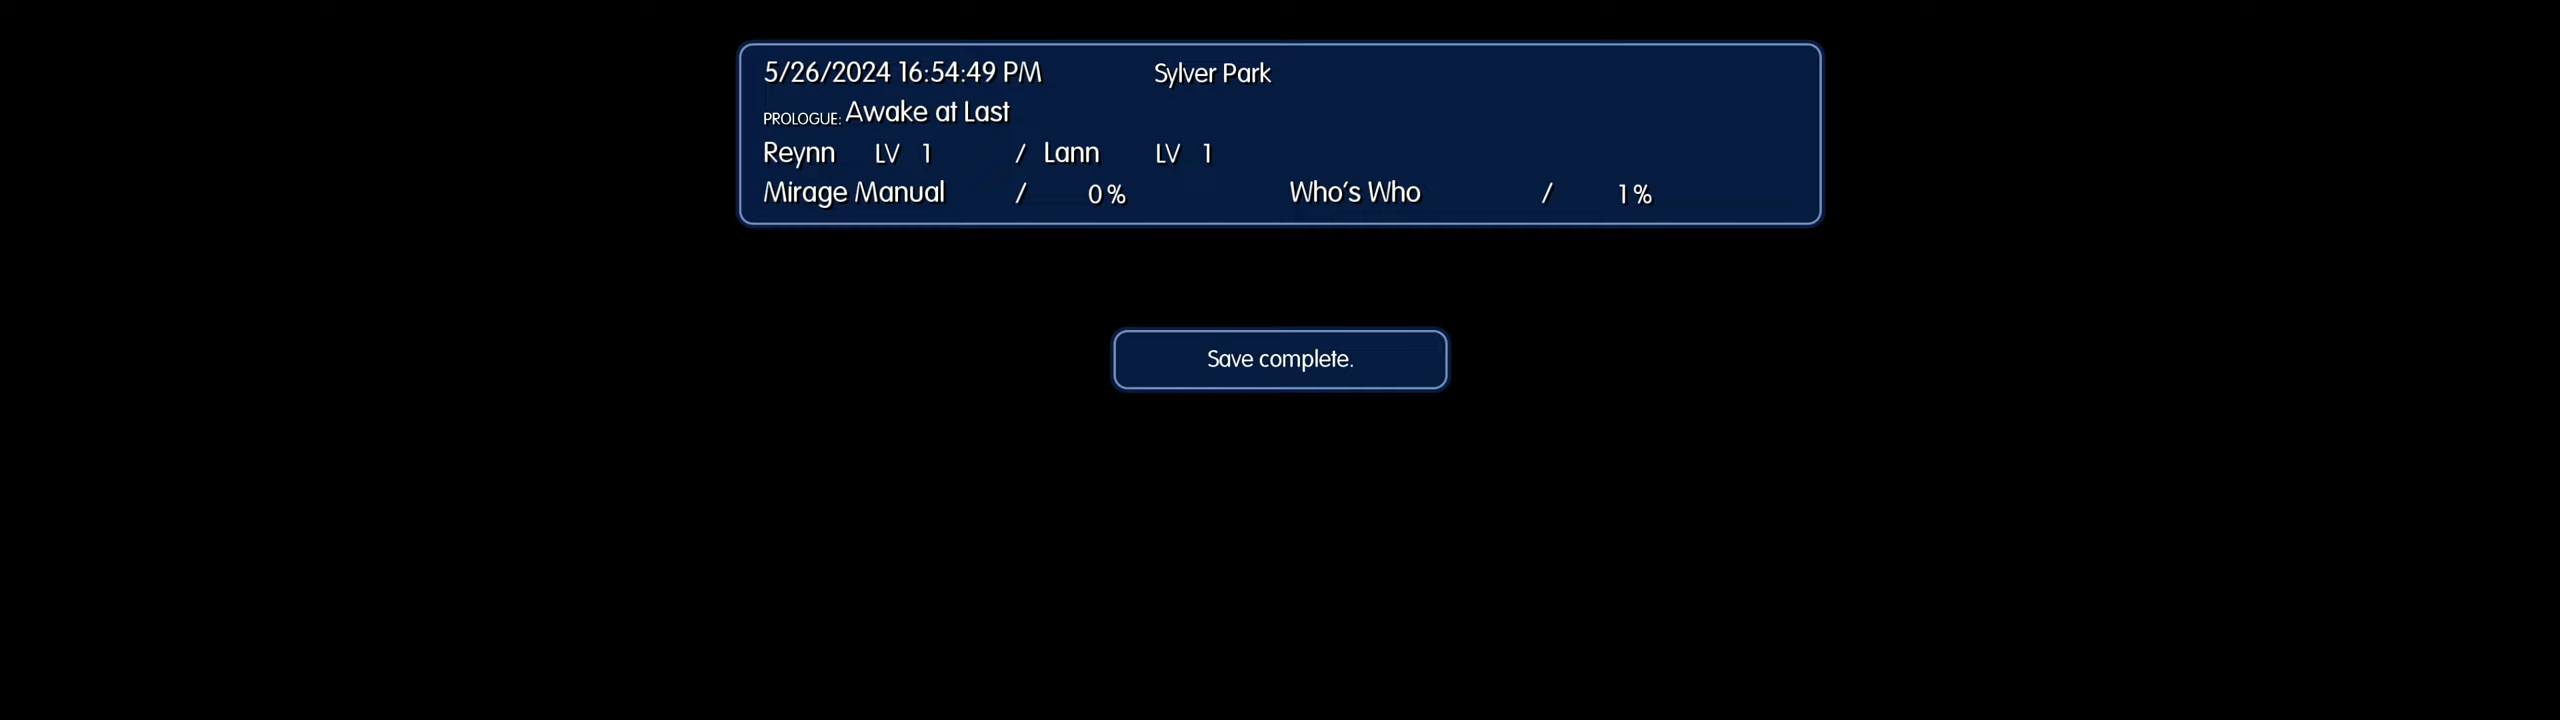 5/26/2024 16:54:49 PM Sylver Park
PROLOGUE: Awake at Last
Reynn LV 1 / Lann LV 1
Mirage Manual / 0 % Who's Who / 1 %
Save complete.